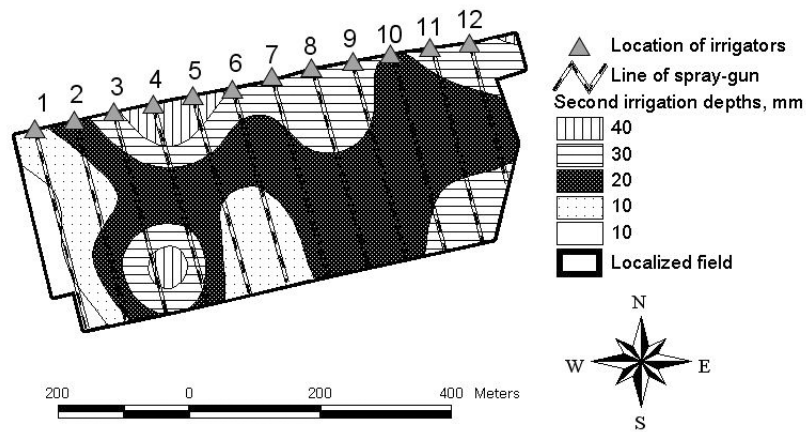 1 2 3 4 5 6 7 8 9 10 11 12
Location of irrigators
Line of spray-gun
Second irrigation depths, mm
40
30
20
10
10
Localized field
N
W E
S
200 0 200 400 Meters